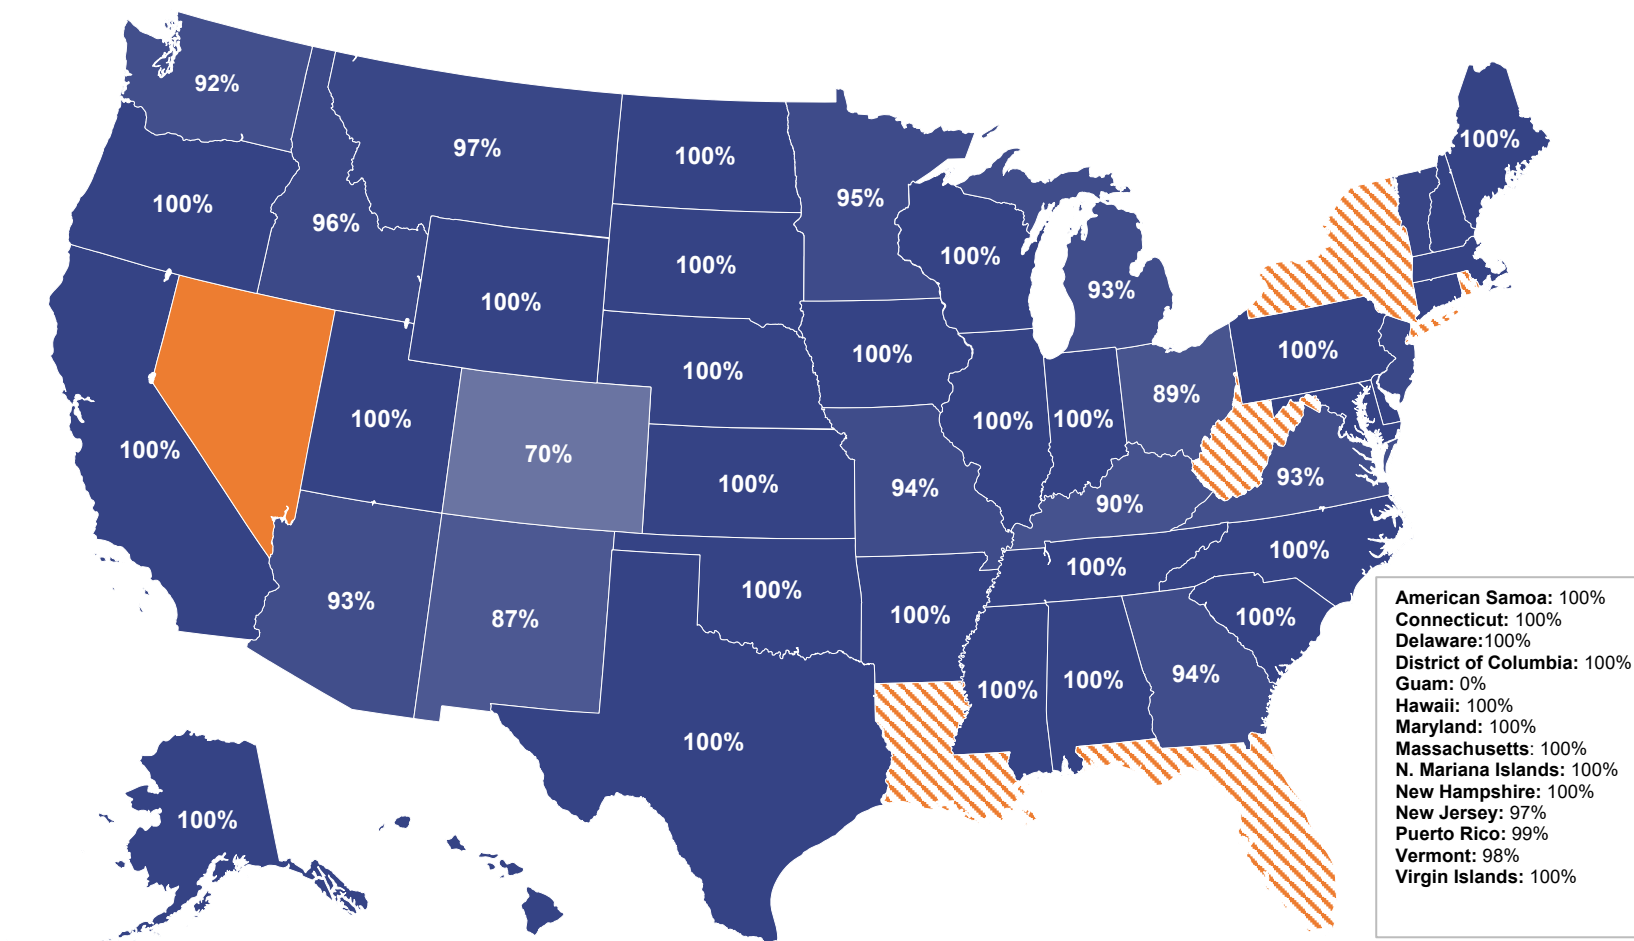 92%
97%
100%
95%
100%
100%
96%
100%
100%
93%
100%
100%
100%
100%
100%
89%
100%
100%
100%
100%
70%
93%
100%
94%
90%
100%
100%
100%
93%
100%
100%
87%
94%
100%
100%
100%
100%
American Samoa: 100%
Connecticut: 100%
Delaware:100%
District of Columbia: 100%
Guam: 0%
Hawaii: 100%
Maryland: 100%
Massachusetts: 100%
N. Mariana Islands: 100%
New Hampshire: 100%
New Jersey: 97%
Puerto Rico: 99%
Vermont: 98%
Virgin Islands: 100%